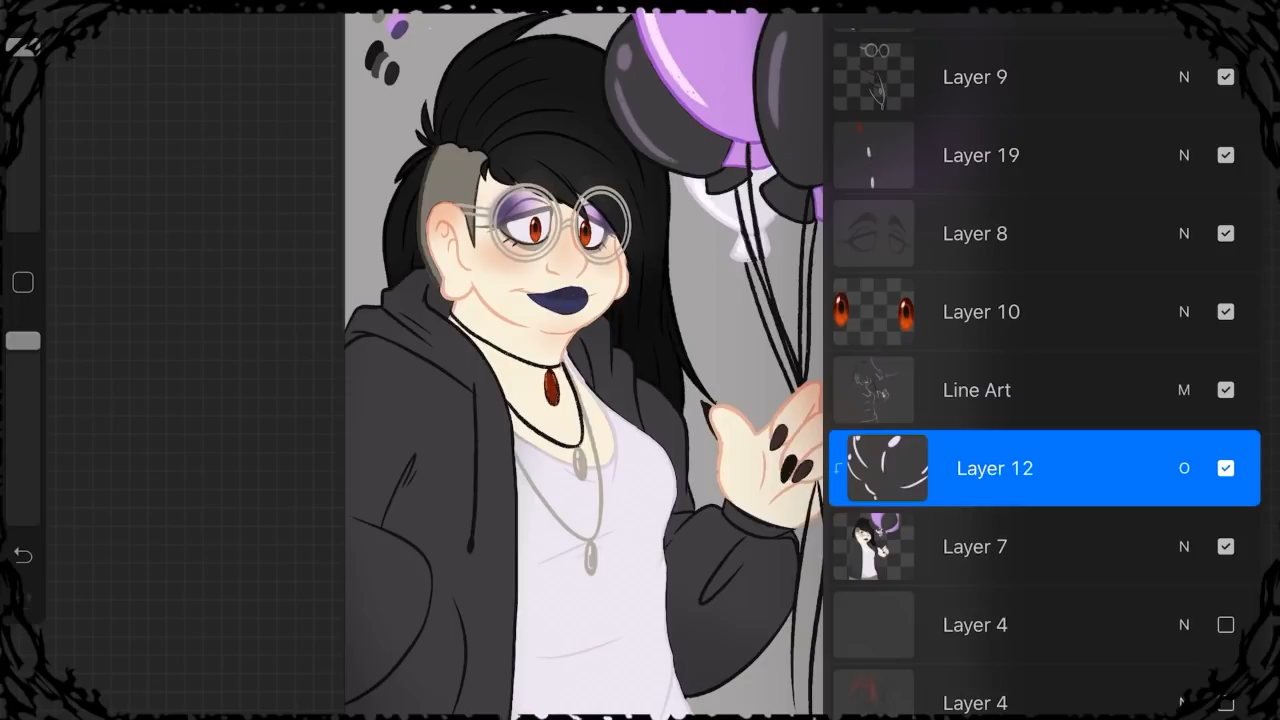 Layer 9 N
Layer 19 N
Layer 8 N
Layer 10 N
Line Art M
Layer 12 O
Layer 7 N
Layer 4 N
Layer 4